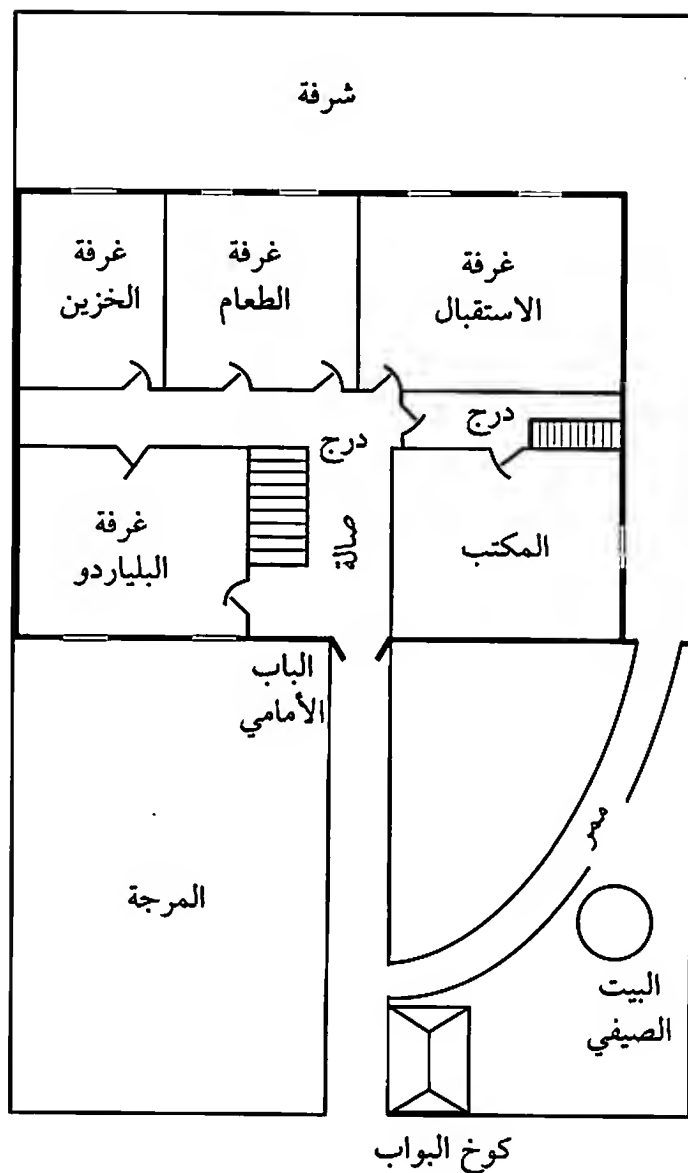 شرفة
غرفة
الاستقبال
غرفة
الطعام
غرفة
الخزين
درج
درج
صالة
المكتب
غرفة
البلياردو
الباب
الأمامي
ممر
المرجة
البيت
الصيفي
كوخ البواب